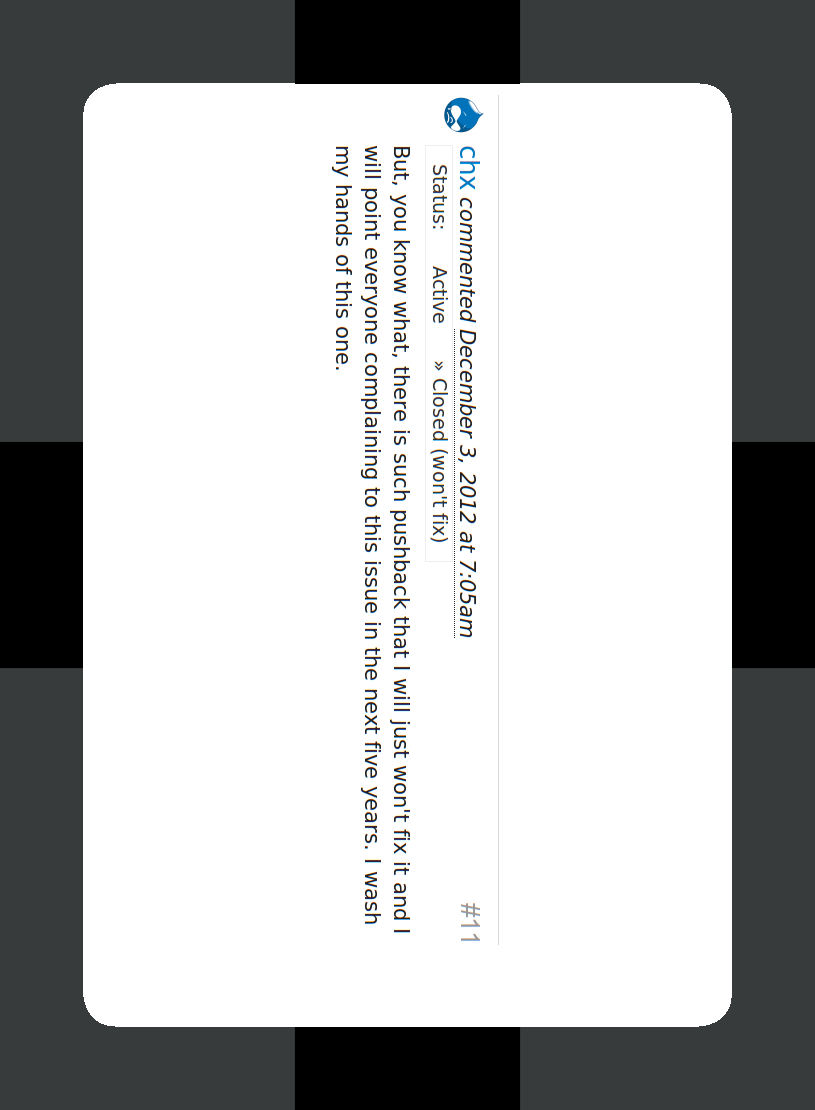 chx commented December 3, 2012 at 7:05am #11
Status: Active » Closed (won't fix)
But, you know what, there is such pushback that I will just won't fix it and I
will point everyone complaining to this issue in the next five years. I wash
my hands of this one.